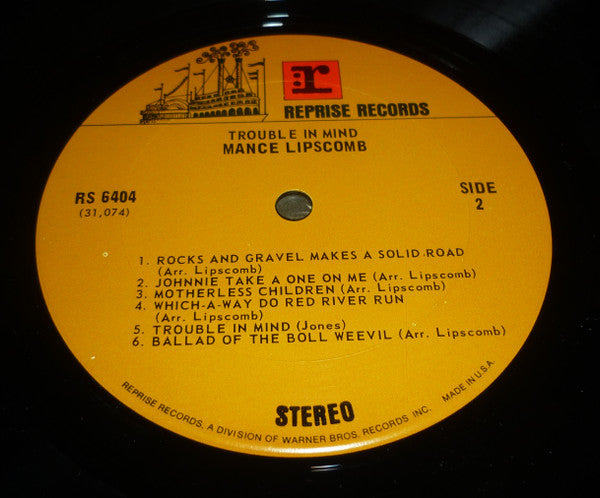 r:
REPRISE RECORDS
TROUBLE IN MIND
MANCE LIPSCOMB
RS 6404
(31,074)
SIDE
2
1. ROCKS AND GRAVEL MAKES A SOLID ROAD
(Arr. Lipscomb)
2. JOHNNIE TAKE A ONE ON ME (Arr. Lipscomb)
3. MOTHERLESS CHILDREN (Arr. Lipscomb)
4. WHICH-A-WAY DO RED RIVER RUN
(Arr. Lipscomb)
5. TROUBLE IN MIND (Jones)
6. BALLAD OF THE BOLL WEEVIL (Arr. Lipscomb)
STEREO
REPRISE RECORDS, A DIVISION OF WARNER BROS. RECORDS INC. MADE IN U.S.A.